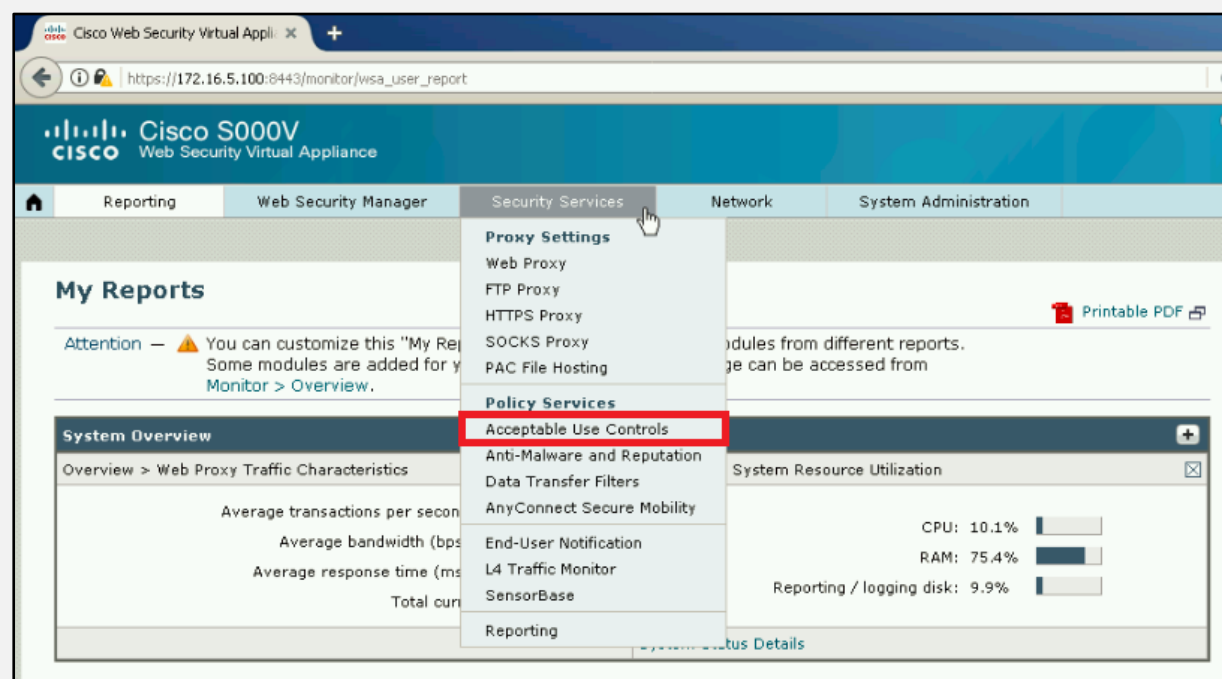 Cisco Web Security Virtual Appli
https://172.16.5.100:8443/monitor/wsa_user_report
CISCO
Cisco S000V
Web Security Virtual Appliance
Reporting Web Security Manager Security Services Network System Administration
Proxy Settings
Web Proxy
FTP Proxy
HTTPS Proxy
SOCKS Proxy
PAC File Hosting
Policy Services
Acceptable Use Controls
Anti-Malware and Reputation
Data Transfer Filters
AnyConnect Secure Mobility
End-User Notification
L4 Traffic Monitor
SensorBase
Reporting
My Reports
Printable PDF
Attention — You can customize this "My Rep dules from different reports.
Some modules are added for y ge can be accessed from
Monitor > Overview.
System Overview
Overview > Web Proxy Traffic Characteristics
Average transactions per secon
Average bandwidth (bps
Average response time (ms
Total curr
System Resource Utilization
CPU: 10.1%
RAM: 75.4%
Reporting / logging disk: 9.9%
Details